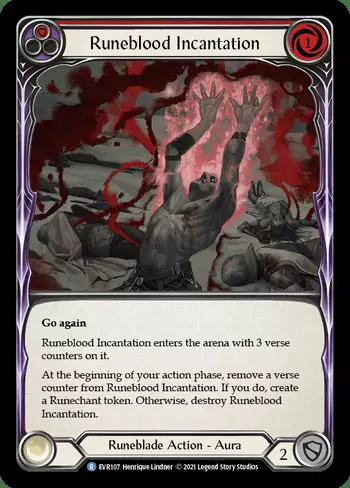 Runeblood Incantation
1
Go again
Runeblood Incantation enters the arena with 3 verse
counters on it.
At the beginning of your action phase, remove a verse
counter from Runeblood Incantation. If you do, create
a Runechant token. Otherwise, destroy Runeblood
Incantation.
Runeblade Action - Aura
2
R EVR107 Henrique Lindner © 2021 Legend Story Studios